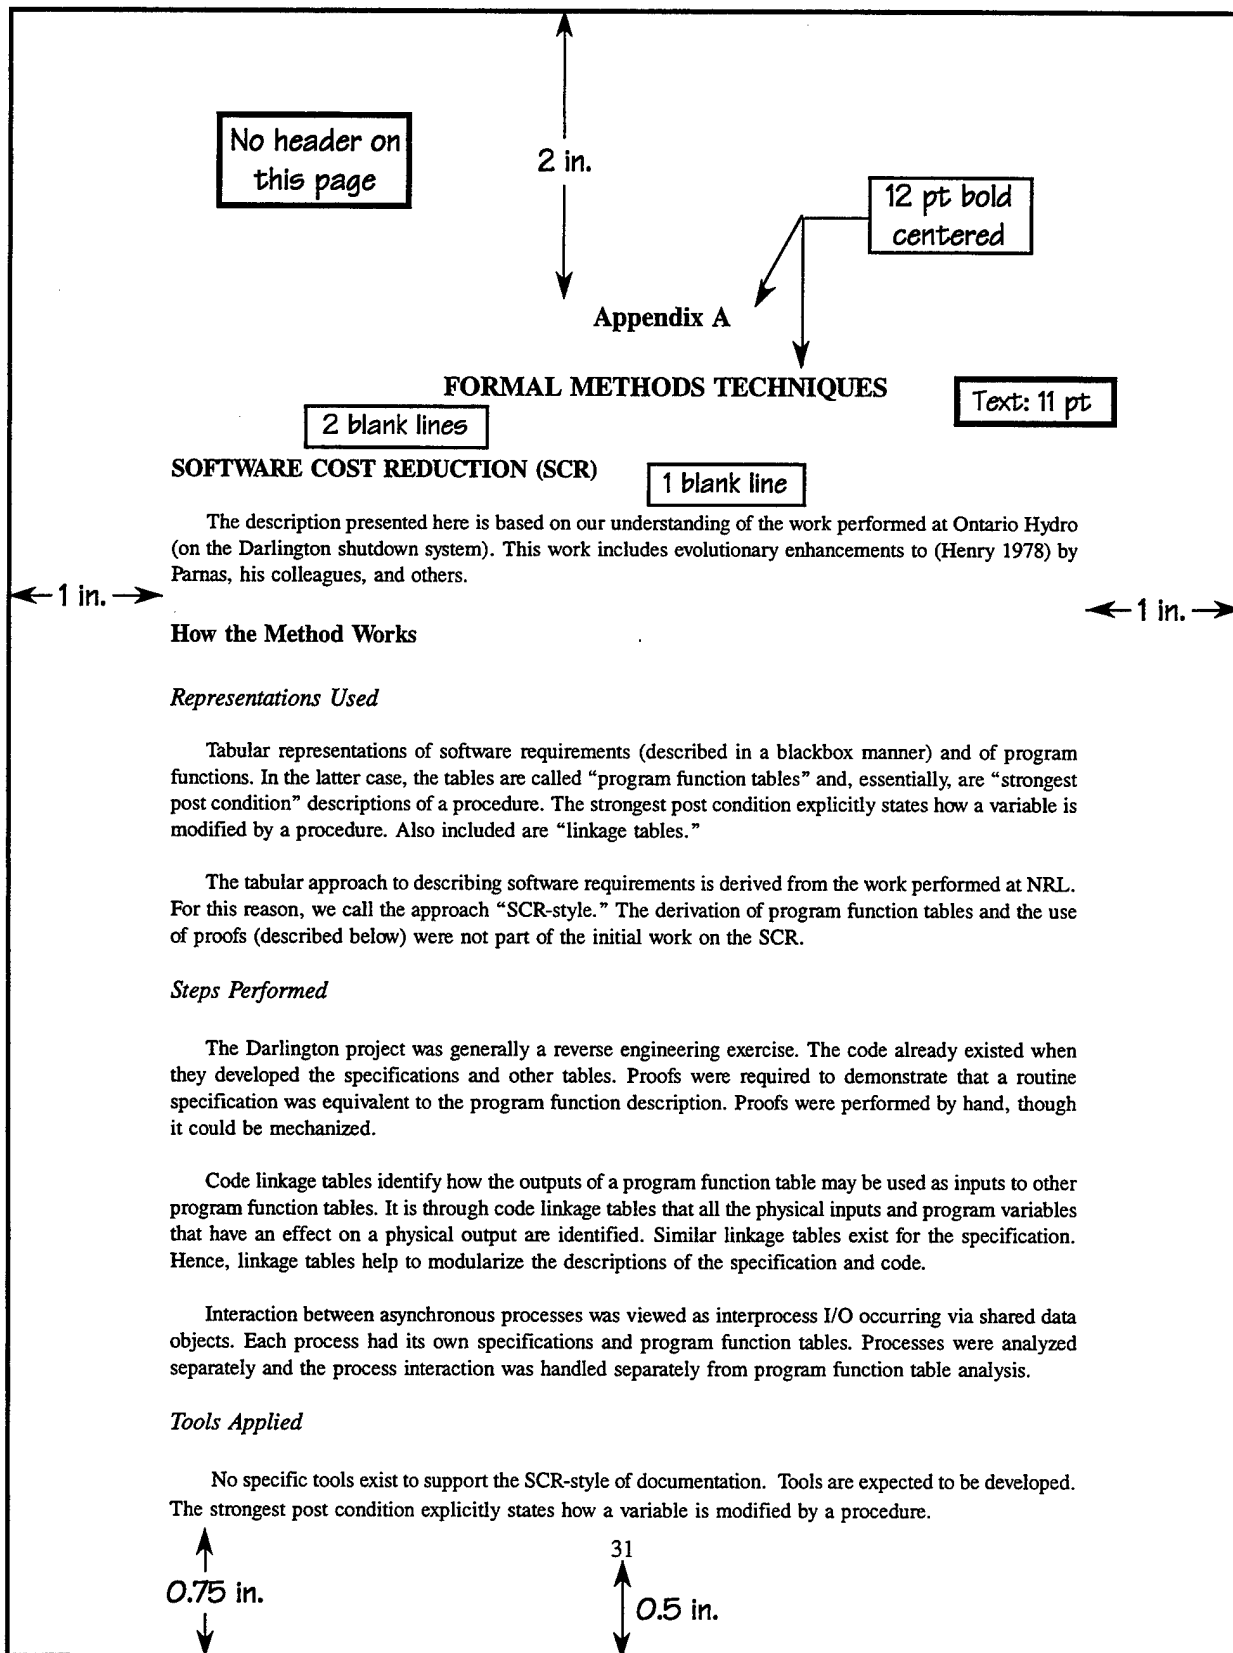 No header on
this page
2 in.
12 pt bold
centered
Appendix A
FORMAL METHODS TECHNIQUES
Text: 11 pt
2 blank lines
SOFTWARE COST REDUCTION (SCR)
1 blank line
The description presented here is based on our understanding of the work performed at Ontario Hydro
(on the Darlington shutdown system). This work includes evolutionary enhancements to (Henry 1978) by
Parnas, his colleagues, and others.
1 in.
1 in.
How the Method Works
Representations Used
Tabular representations of software requirements (described in a blackbox manner) and of program
functions. In the latter case, the tables are called “program function tables” and, essentially, are “strongest
post condition” descriptions of a procedure. The strongest post condition explicitly states how a variable is
modified by a procedure. Also included are “linkage tables.”
The tabular approach to describing software requirements is derived from the work performed at NRL.
For this reason, we call the approach “SCR-style.” The derivation of program function tables and the use
of proofs (described below) were not part of the initial work on the SCR.
Steps Performed
The Darlington project was generally a reverse engineering exercise. The code already existed when
they developed the specifications and other tables. Proofs were required to demonstrate that a routine
specification was equivalent to the program function description. Proofs were performed by hand, though
it could be mechanized.
Code linkage tables identify how the outputs of a program function table may be used as inputs to other
program function tables. It is through code linkage tables that all the physical inputs and program variables
that have an effect on a physical output are identified. Similar linkage tables exist for the specification.
Hence, linkage tables help to modularize the descriptions of the specification and code.
Interaction between asynchronous processes was viewed as interprocess I/O occurring via shared data
objects. Each process had its own specifications and program function tables. Processes were analyzed
separately and the process interaction was handled separately from program function table analysis.
Tools Applied
No specific tools exist to support the SCR-style of documentation. Tools are expected to be developed.
The strongest post condition explicitly states how a variable is modified by a procedure.
31
0.75 in.
0.5 in.